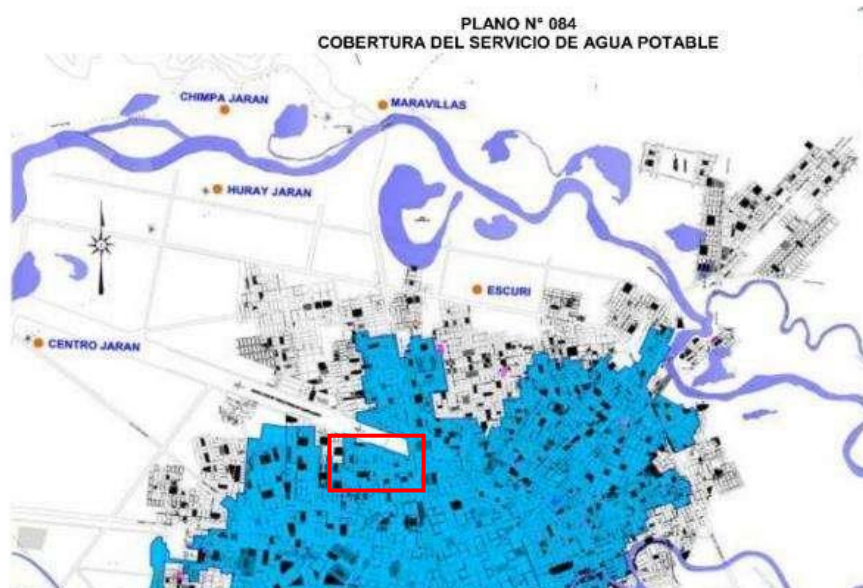 PLANO N° 084
COBERTURA DEL SERVICIO DE AGUA POTABLE
CHIMPA JARAN
MARAVILLAS
HURAY JARAN
ESCURI
CENTRO JARAN